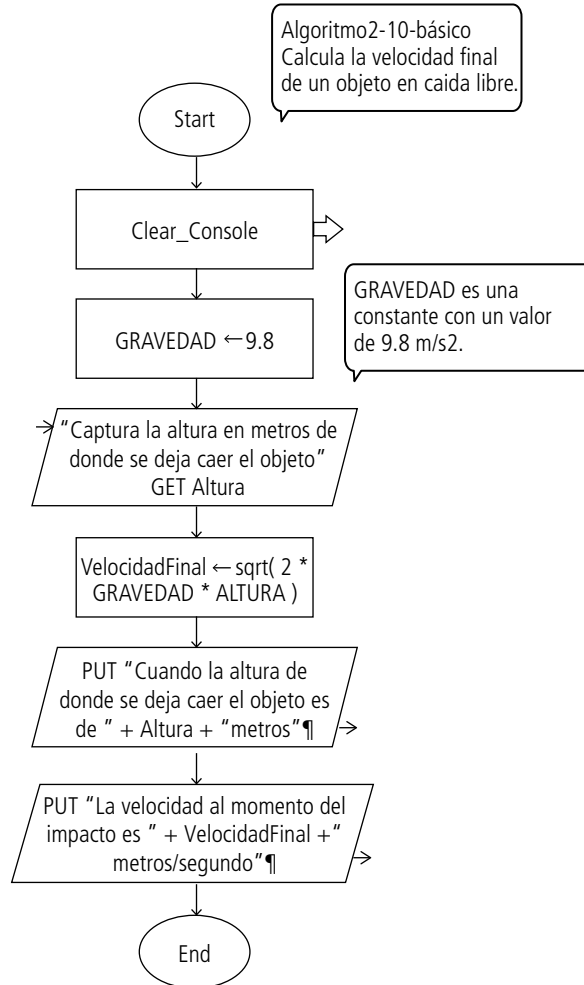 Algoritmo2-10-básico
Calcula la velocidad final
de un objeto en caida libre.
Start
Clear_Console
GRAVEDAD es una
constante con un valor
de 9.8 m/s2.
GRAVEDAD ←9.8
“Captura la altura en metros de
donde se deja caer el objeto”
GET Altura
VelocidadFinal ← sqrt( 2 *
GRAVEDAD * ALTURA )
PUT “Cuando la altura de
donde se deja caer el objeto es
de ” + Altura + “metros”¶
PUT “La velocidad al momento del
impacto es ” + VelocidadFinal +“
metros/segundo”¶
End